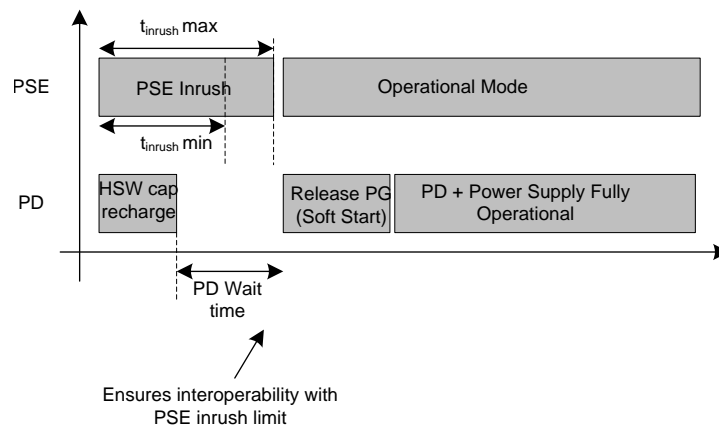 tinrush max
PSE
PSE Inrush
Operational Mode
tinrush min
PD
HSW cap
recharge
Release PG
(Soft Start)
PD + Power Supply Fully
Operational
PD Wait
time
Ensures interoperability with
PSE inrush limit